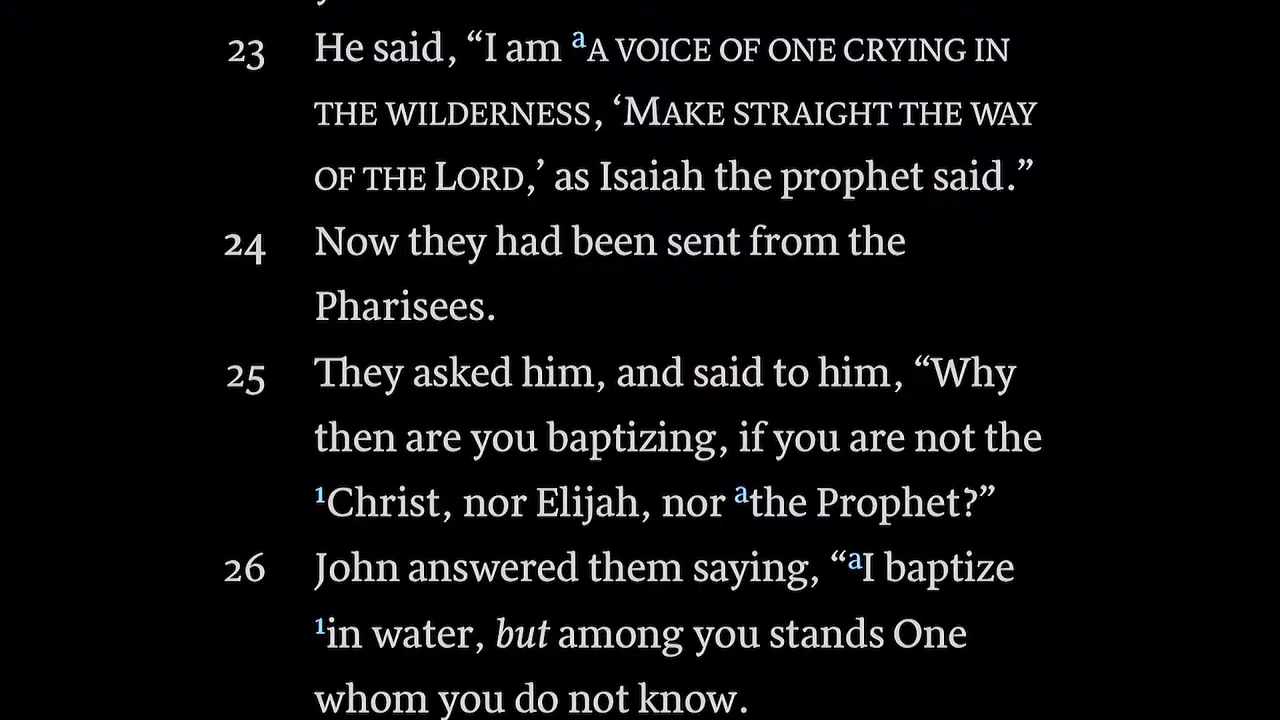 23 He said, “I am aA VOICE OF ONE CRYING IN
THE WILDERNESS, ‘MAKE STRAIGHT THE WAY
OF THE LORD,’ as Isaiah the prophet said.”
24 Now they had been sent from the
Pharisees.
25 They asked him, and said to him, “Why
then are you baptizing, if you are not the
1Christ, nor Elijah, nor athe Prophet?”
26 John answered them saying, “aI baptize
1in water, but among you stands One
whom you do not know.